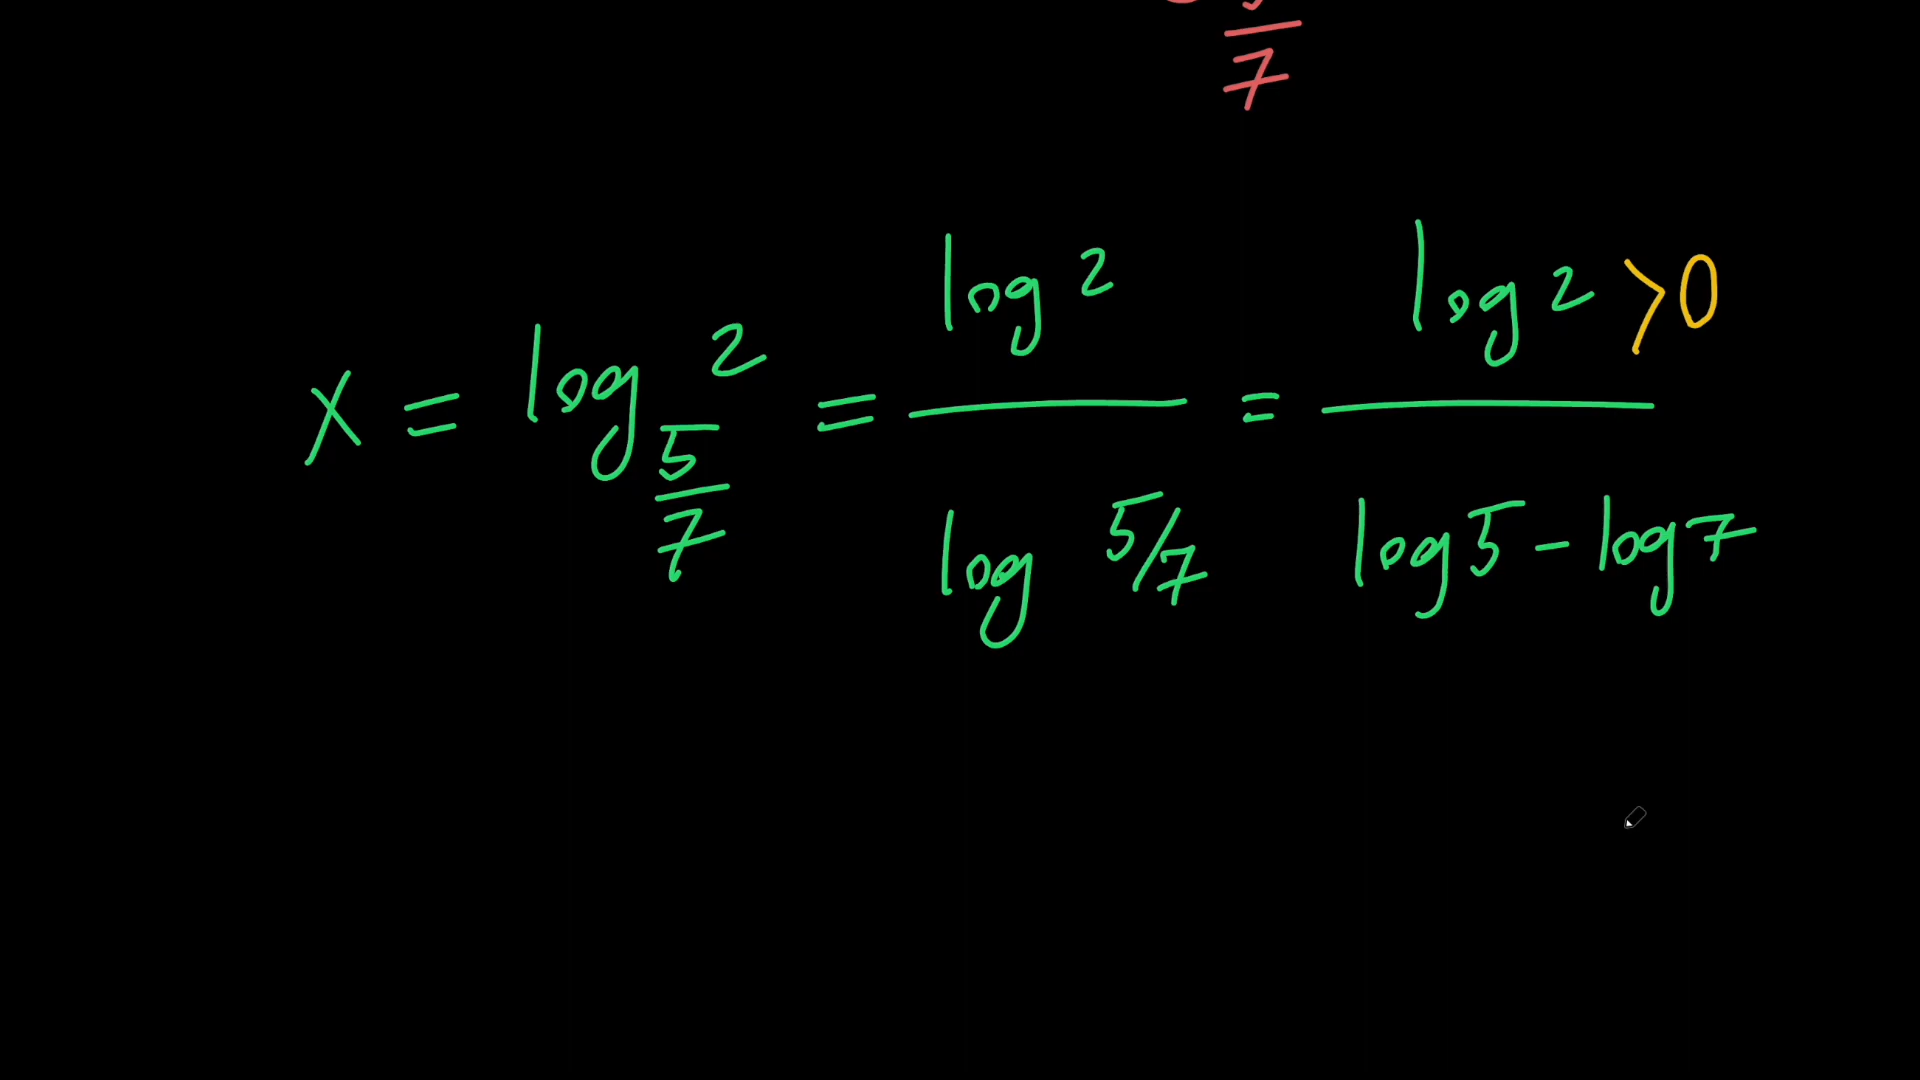 7
x = log_{5/7} 2 = log 2 / log 5/7 = log 2 > 0 / log 5 - log 7